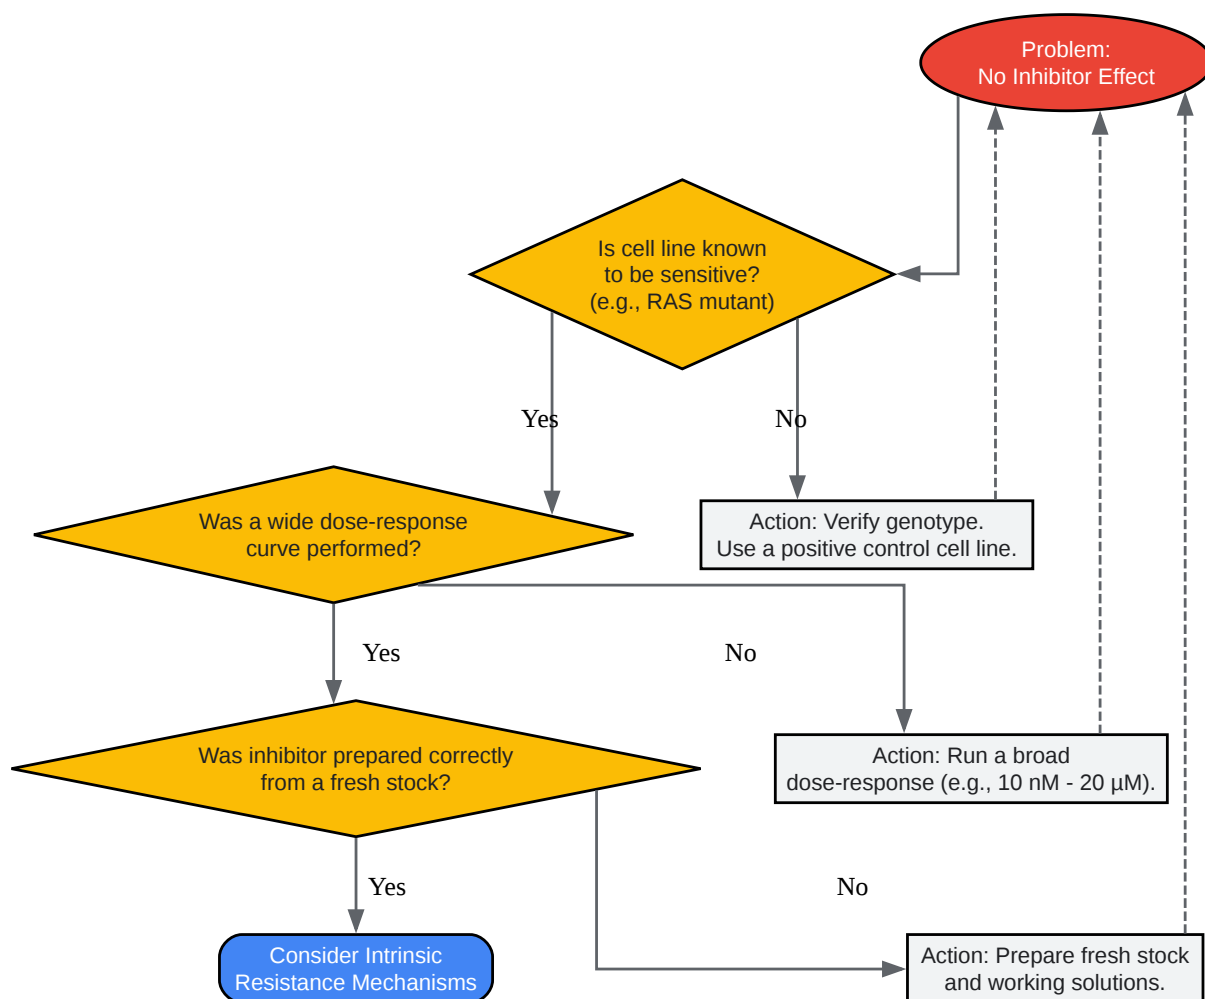 Problem:
No Inhibitor Effect
Is cell line known
to be sensitive?
(e.g., RAS mutant)
Yes
No
Was a wide dose-response
curve performed?
Action: Verify genotype.
Use a positive control cell line.
Yes
No
Was inhibitor prepared correctly
from a fresh stock?
Action: Run a broad
dose-response (e.g., 10 nM - 20 µM).
Yes
No
Consider Intrinsic
Resistance Mechanisms
Action: Prepare fresh stock
and working solutions.